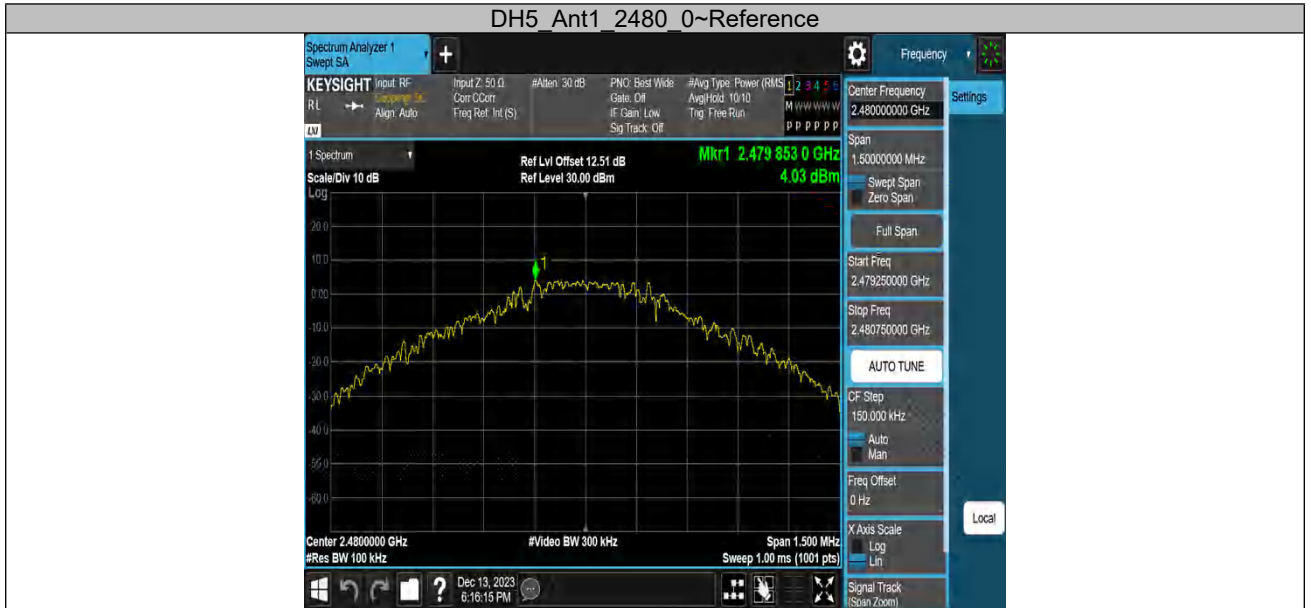 DH5_Ant1_2480_0~Reference
Spectrum Analyzer 1
Swept SA
Frequency
KEYSIGHT
RL
LXI
Input: RF
Align: Auto
Input Z: 50 Ω
Corr CCorr
Freq Ref: Int (S)
#Atten: 30 dB
PNO: Best Wide
Gate: Off
IF Gain: Low
Sig Track: Off
#Avg Type: Power (RMS
Avg|Hold: 10/10
Trig: Free Run
1 2 3 4 5 6
M W W W W W
P P P P P P
Center Frequency
2.480000000 GHz
Settings
Span
1.50000000 MHz
Swept Span
Zero Span
Full Span
Start Freq
2.479250000 GHz
Stop Freq
2.480750000 GHz
AUTO TUNE
CF Step
150.000 kHz
Auto
Man
Freq Offset
0 Hz
X Axis Scale
Log
Lin
Signal Track
(Span Zoom)
Local
1 Spectrum
Scale/Div 10 dB
Log
Ref Lvl Offset 12.51 dB
Ref Level 30.00 dBm
Mkr1 2.479 853 0 GHz
4.03 dBm
20.0
10.0
1
0.00
-10.0
-20.0
-30.0
-40.0
-50.0
-60.0
Center 2.4800000 GHz
#Res BW 100 kHz
#Video BW 300 kHz
Span 1.500 MHz
Sweep 1.00 ms (1001 pts)
?
Dec 13, 2023
6:16:15 PM